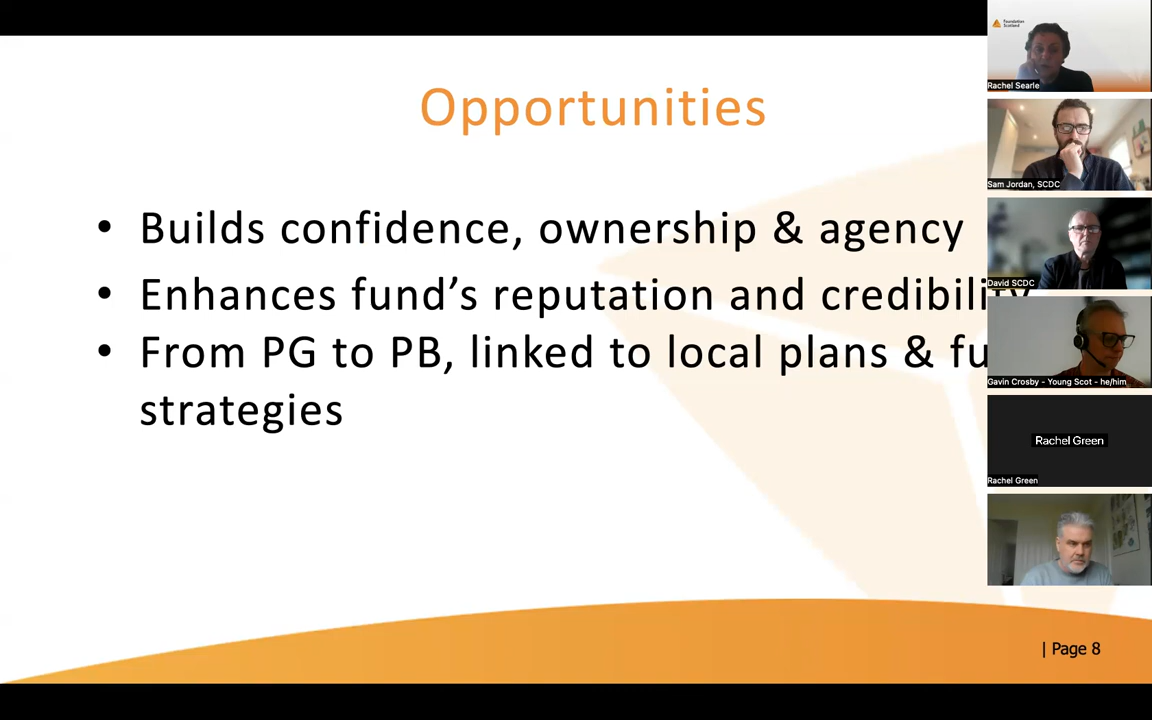 Opportunities
• Builds confidence, ownership & agency
• Enhances fund’s reputation and credibility
• From PG to PB, linked to local plans & fu
strategies
| Page 8
Foundation
Scotland
Rachel Searle
Sam Jordan, SCDC
David SCDC
Gavin Crosby - Young Scot - he/him
Rachel Green
Rachel Green